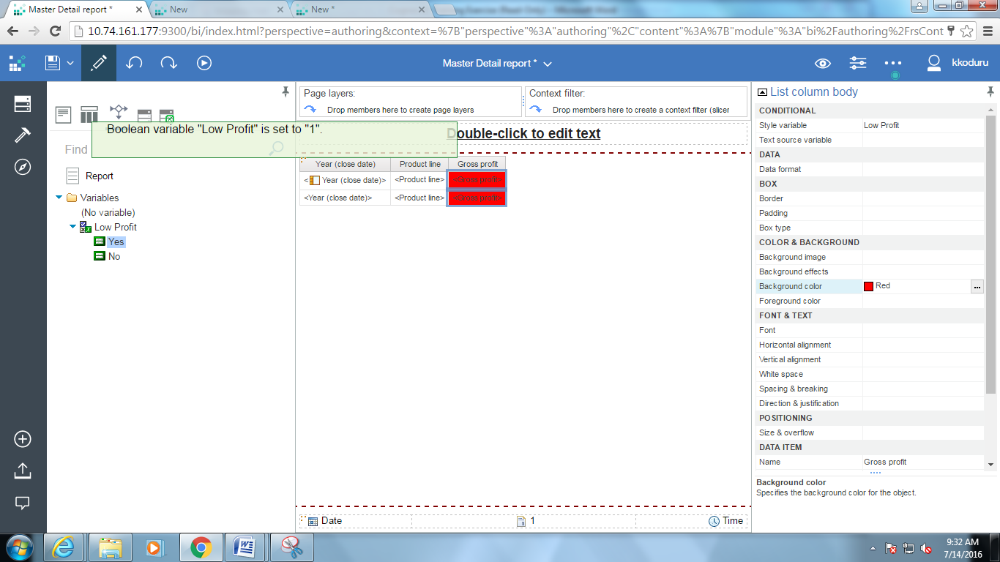 Master Detail report *
New
New *
10.74.161.177:9300/bi/index.html?perspective=authoring&context=%7B"perspective"%3A"authoring"%2C"content"%3A%7B"module"%3A"bi%2Fauthoring%2FrsCont
Master Detail report *
kkoduru
Boolean variable "Low Profit" is set to "1".
Find
Report
Variables
(No variable)
Low Profit
Yes
No
Page layers:
Drop members here to create page layers
Context filter:
Drop members here to create a context filter (slicer
Double-click to edit text
Year (close date) Product line Gross profit
< Year (close date)> <Product line> <Gross profit>
<Year (close date)> <Product line> <Gross profit>
Date 1 Time
List column body
CONDITIONAL
Style variable Low Profit
Text source variable
DATA
Data format
BOX
Border
Padding
Box type
COLOR & BACKGROUND
Background image
Background effects
Background color Red ...
Foreground color
FONT & TEXT
Font
Horizontal alignment
Vertical alignment
White space
Spacing & breaking
Direction & justification
POSITIONING
Size & overflow
DATA ITEM
Name Gross profit
Background color
Specifies the background color for the object.
9:32 AM
7/14/2016